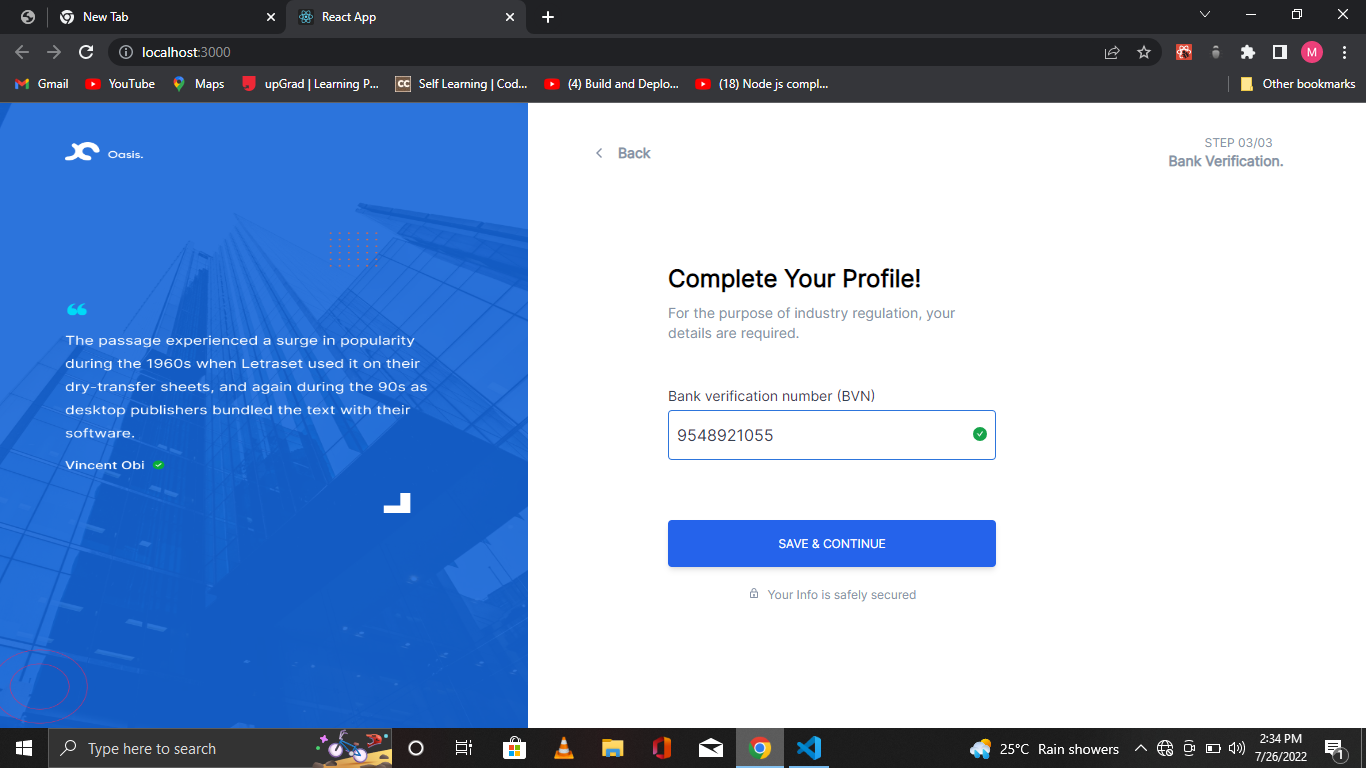 New Tab
React App
localhost:3000
M
Gmail
YouTube
Maps
upGrad | Learning P...
CC
Self Learning | Cod...
(4) Build and Deplo...
(18) Node js compl...
Other bookmarks
Oasis.
Back
STEP 03/03
Bank Verification.
Complete Your Profile!
For the purpose of industry regulation, your
details are required.
“
The passage experienced a surge in popularity
during the 1960s when Letraset used it on their
dry-transfer sheets, and again during the 90s as
desktop publishers bundled the text with their
software.
Vincent Obi
Bank verification number (BVN)
9548921055
SAVE & CONTINUE
Your Info is safely secured
Type here to search
25°C Rain showers
2:34 PM
7/26/2022
1